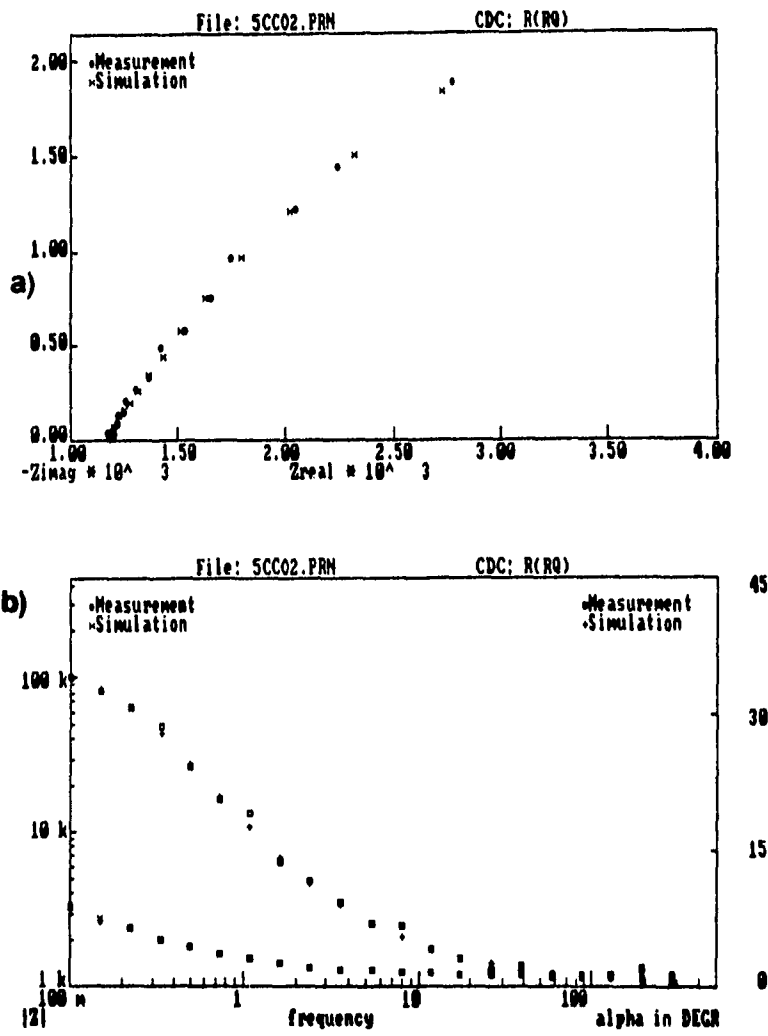 File: 5CC02.PRN CDC: R(RQ)
2.00
Measurement
Simulation
1.50
1.00
a)
0.50
0.00
1.00 1.50 2.00 2.50 3.00 3.50 4.00
-Zimag * 10^ 3 Zreal * 10^ 3
File: 5CC02.PRN CDC: R(RQ)
45
b)
Measurement Measurement
Simulation Simulation
100 k
30
10 k
15
1 k 0
100 m 1 10 100
|Z| frequency alpha in DEGR